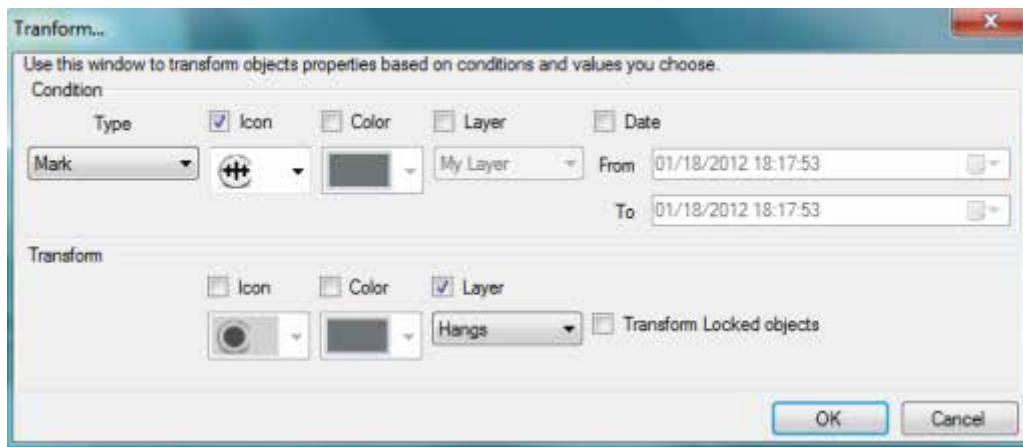 Tranform...
Use this window to transform objects properties based on conditions and values you choose.
Condition
Type Icon Color Layer Date
Mark My Layer From 01/18/2012 18:17:53
To 01/18/2012 18:17:53
Transform
Icon Color Layer
Hangs Transform Locked objects
OK Cancel